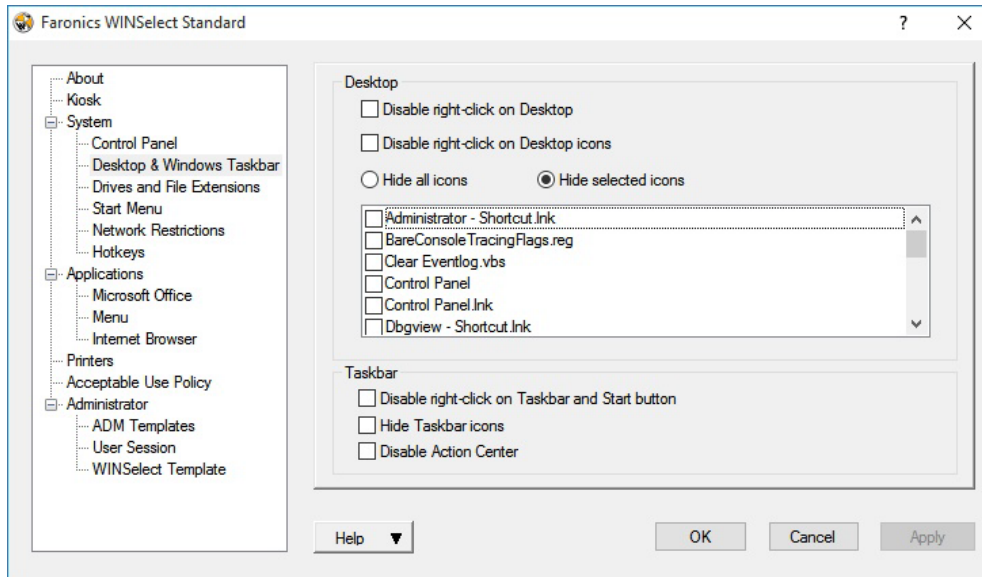 Faronics WINSelect Standard
?
About
Kiosk
System
Control Panel
Desktop & Windows Taskbar
Drives and File Extensions
Start Menu
Network Restrictions
Hotkeys
Applications
Microsoft Office
Menu
Internet Browser
Printers
Acceptable Use Policy
Administrator
ADM Templates
User Session
WINSelect Template
Desktop
Disable right-click on Desktop
Disable right-click on Desktop icons
Hide all icons Hide selected icons
Administrator - Shortcut.lnk
BareConsoleTracingFlags.reg
Clear Eventlog.vbs
Control Panel
Control Panel.lnk
Dbgview - Shortcut.lnk
Taskbar
Disable right-click on Taskbar and Start button
Hide Taskbar icons
Disable Action Center
Help OK Cancel Apply